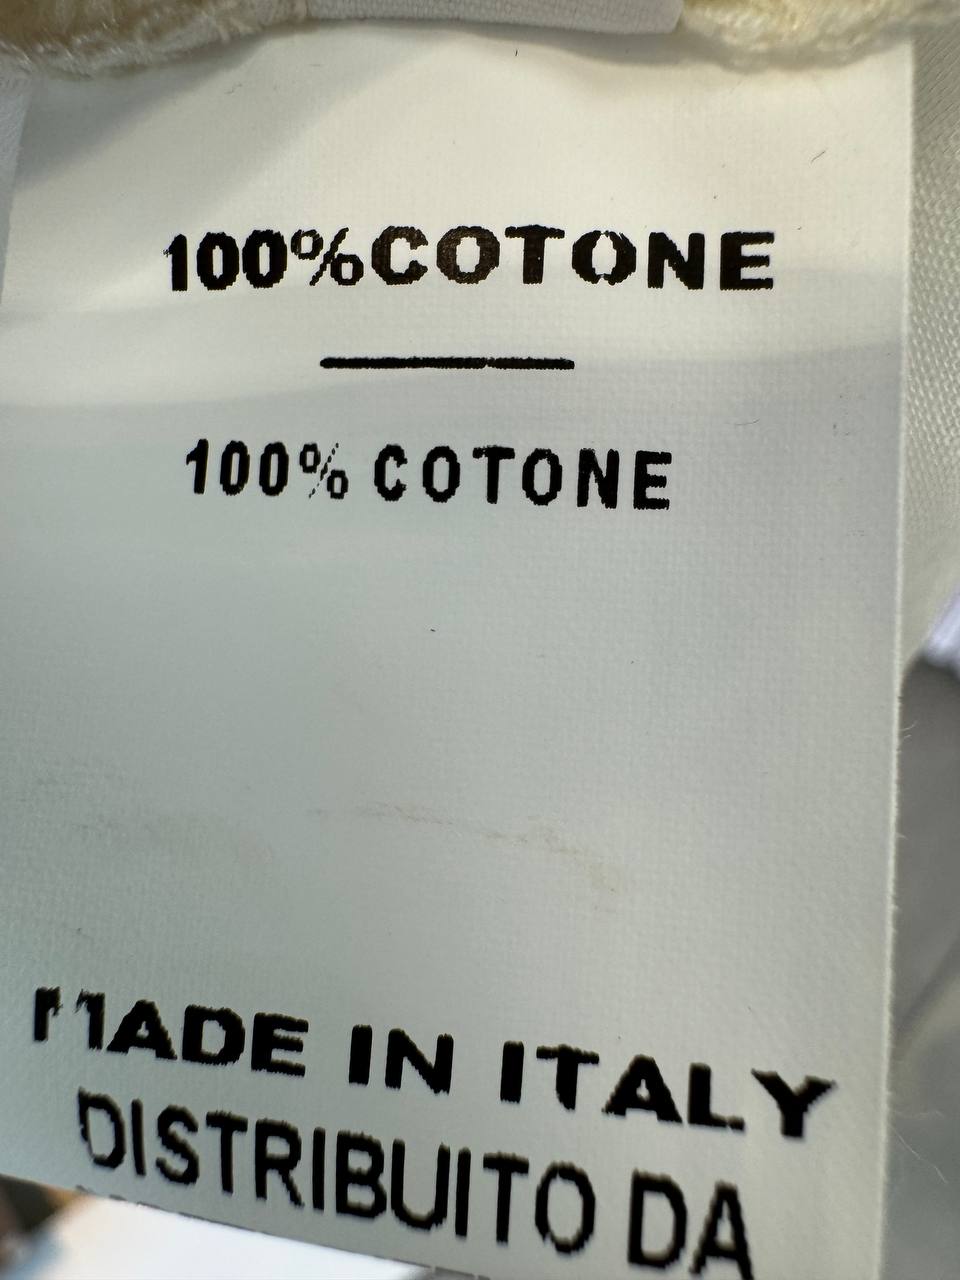 100%COTONE
100% COTONE
MADE IN ITALY
DISTRIBUITO DA